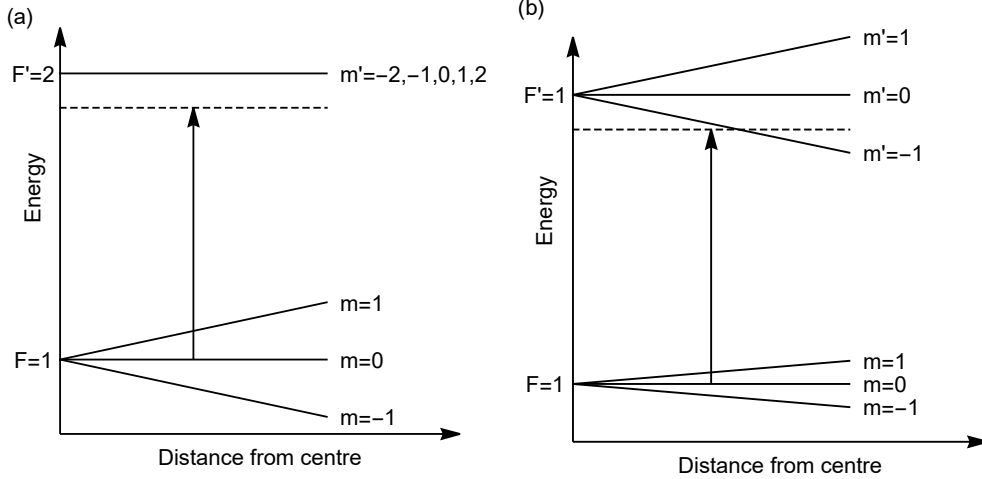 (a)
F'=2
m'=−2,−1,0,1,2
Energy
m=1
F=1
m=0
m=−1
Distance from centre
(b)
m'=1
F'=1
m'=0
m'=−1
Energy
m=1
F=1
m=0
m=−1
Distance from centre